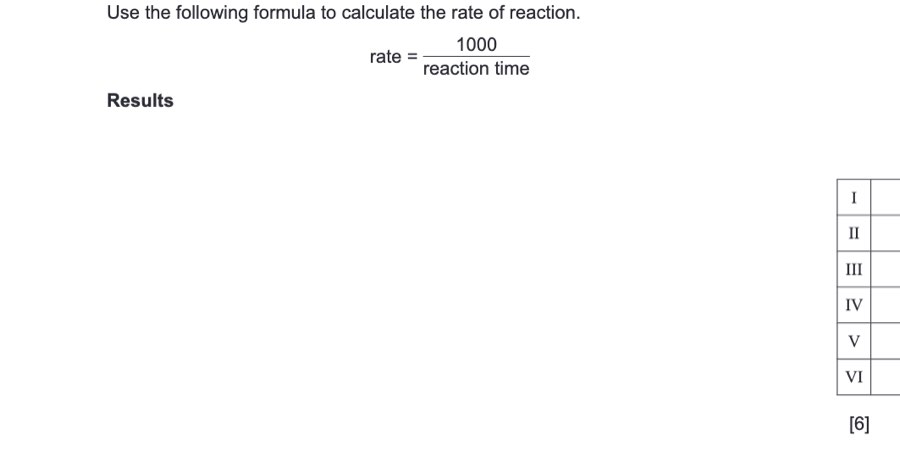 Use the following formula to calculate the rate of reaction.
rate = 1000
reaction time
Results
I
II
III
IV
V
VI
[6]